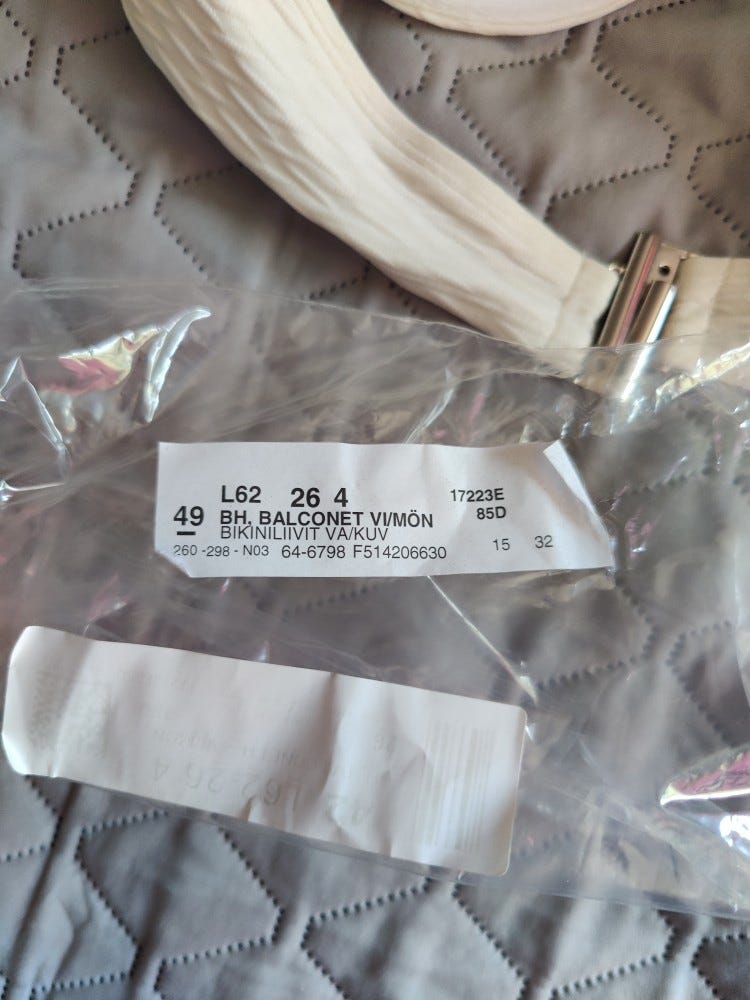 L62 26 4 17223E
49 BH, BALCONET VI/MÖN 85D
BIKINILIIVIT VA/KUV
260 -298 - N03 64-6798 F514206630 15 32